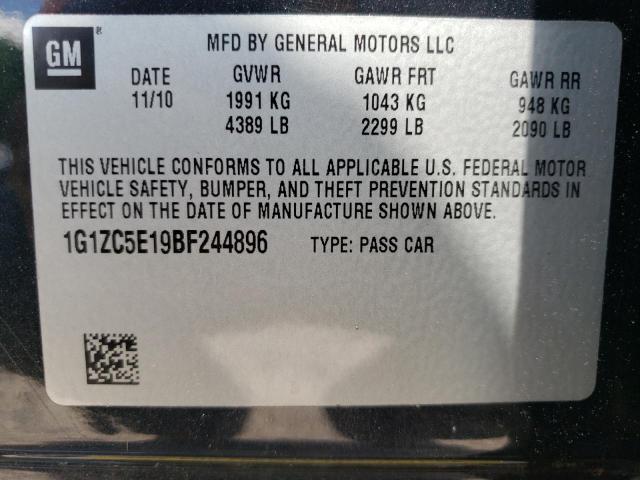 GM ®
MFD BY GENERAL MOTORS LLC
DATE GVWR GAWR FRT GAWR RR
11/10 1991 KG 1043 KG 948 KG
4389 LB 2299 LB 2090 LB
THIS VEHICLE CONFORMS TO ALL APPLICABLE U.S. FEDERAL MOTOR
VEHICLE SAFETY, BUMPER, AND THEFT PREVENTION STANDARDS IN
EFFECT ON THE DATE OF MANUFACTURE SHOWN ABOVE.
1G1ZC5E19BF244896 TYPE: PASS CAR